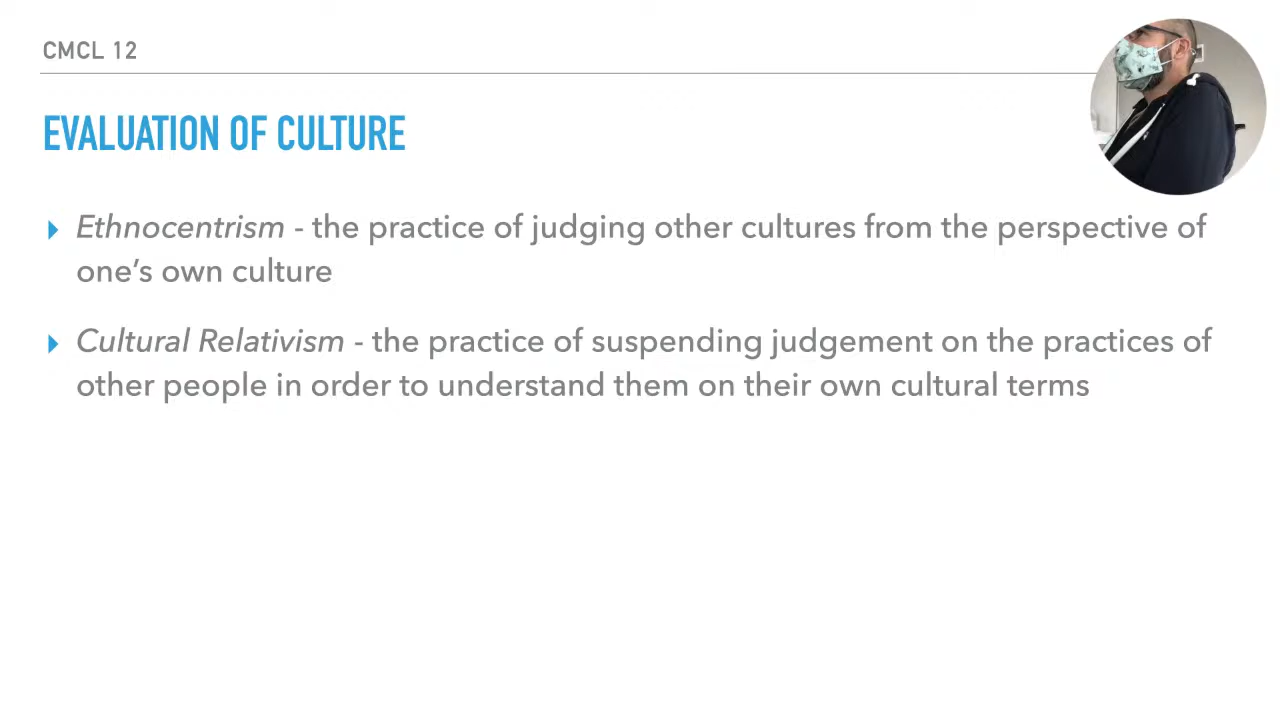 CMCL 12
EVALUATION OF CULTURE
Ethnocentrism - the practice of judging other cultures from the perspective of
one’s own culture
Cultural Relativism - the practice of suspending judgement on the practices of
other people in order to understand them on their own cultural terms